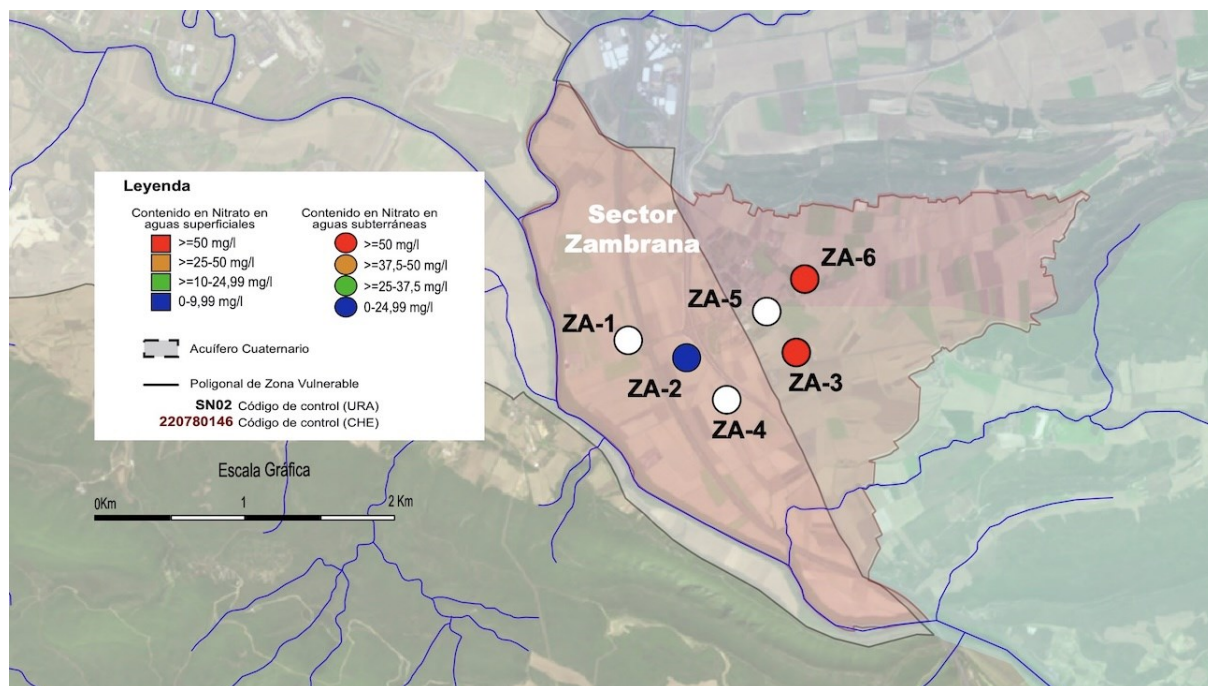 Leyenda
Contenido en Nitrato en
aguas superficiales
>=50 mg/l
>=25-50 mg/l
>=10-24,99 mg/l
0-9,99 mg/l
Contenido en Nitrato en
aguas subterráneas
>=50 mg/l
>=37,5-50 mg/l
>=25-37,5 mg/l
0-24,99 mg/l
Acuífero Cuaternario
Poligonal de Zona Vulnerable
SN02 Código de control (URA)
220780146 Código de control (CHE)
Escala Gráfica
0Km 1 2 Km
Sector
Zambrana
ZA-6
ZA-5
ZA-1
ZA-2
ZA-3
ZA-4